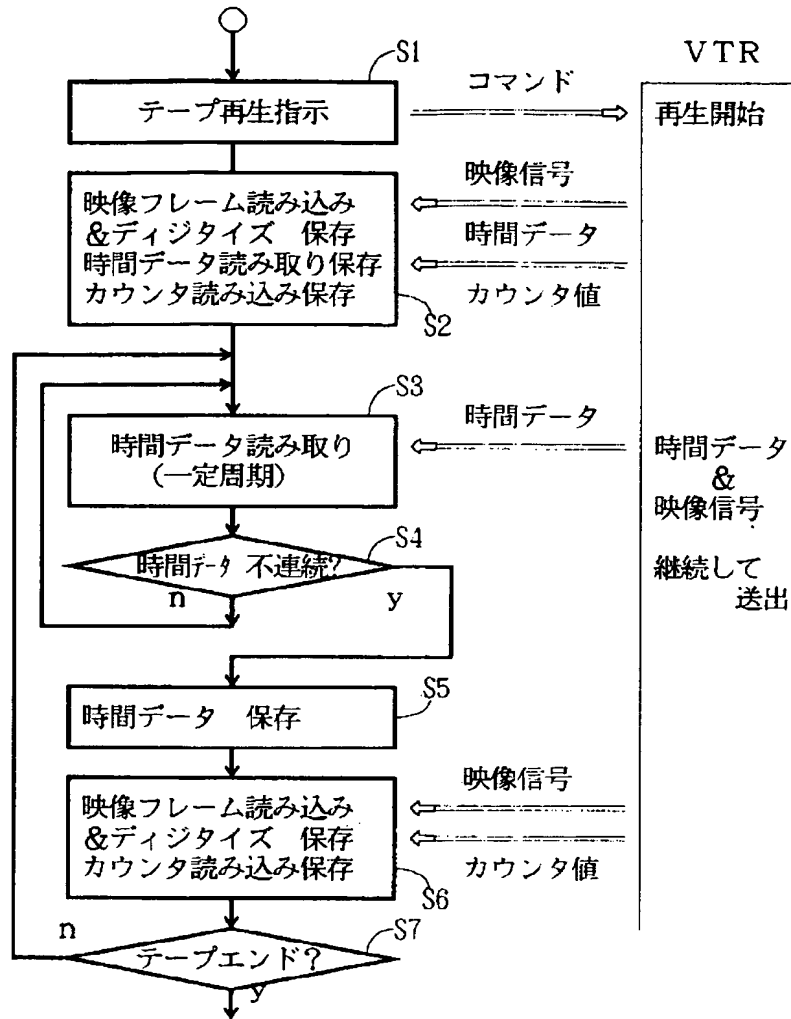 S1
VTR
テープ再生指示
コマンド
再生開始
映像フレーム読み込み
&ディジタイズ 保存
時間データ読み取り保存
カウンタ読み込み保存
S2
映像信号
時間データ
カウンタ値
S3
時間データ読み取り
(一定周期)
時間データ
時間データ
&
映像信号
継続して
送出
S4
時間データ 不連続?
n
y
S5
時間データ 保存
映像フレーム読み込み
&ディジタイズ 保存
カウンタ読み込み保存
S6
映像信号
カウンタ値
S7
n
テープエンド?
y